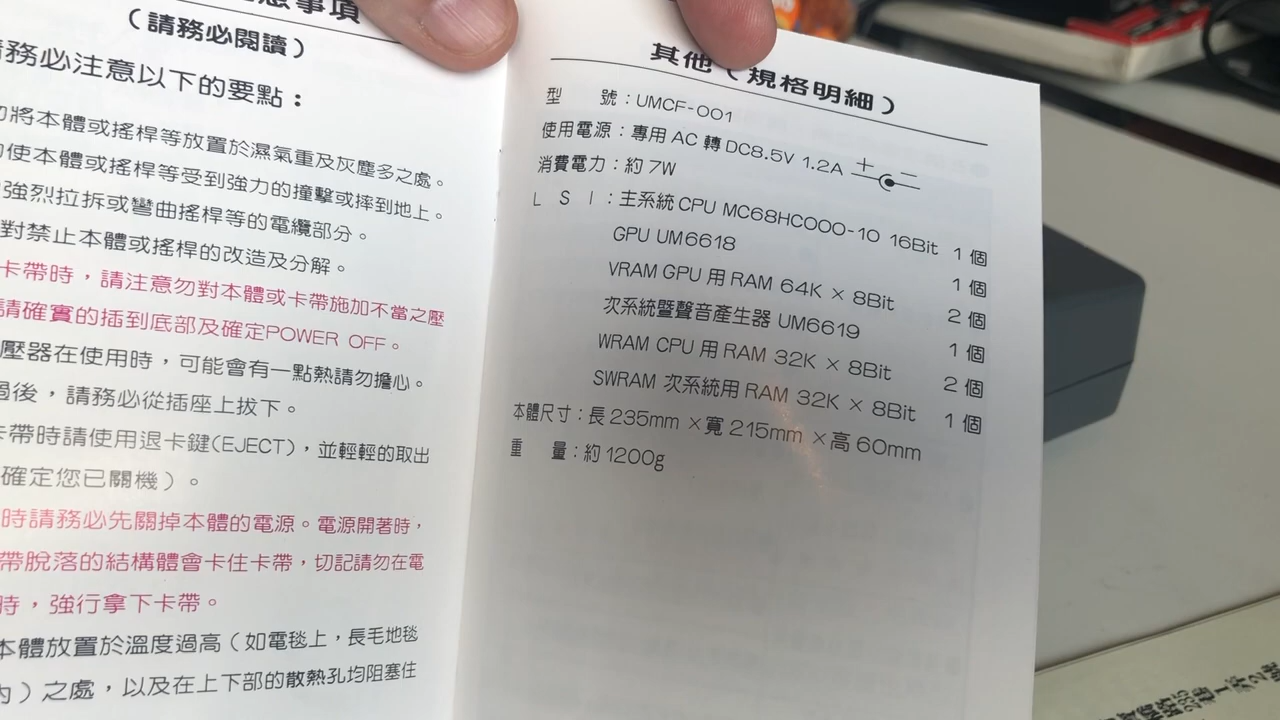 意事項
（請務必閱讀）
請務必注意以下的要點：
將本體或搖桿等放置於濕氣重及灰塵多之處。
使本體或搖桿等受到強力的撞擊或摔到地上。
強烈拉拆或彎曲搖桿等的電纜部分。
對禁止本體或搖桿的改造及分解。
卡帶時，請注意勿對本體或卡帶施加不當之壓
請確實的插到底部及確定POWER OFF。
壓器在使用時，可能會有一點熱請勿擔心。
過後，請務必從插座上拔下。
卡帶時請使用退卡鍵(EJECT)，並輕輕的取出
確定您已關機）。
時請務必先關掉本體的電源。電源開著時，
帶脫落的結構體會卡住卡帶，切記請勿在電
時，強行拿下卡帶。
本體放置於溫度過高（如電毯上，長毛地毯
內）之處，以及在上下部的散熱孔均阻塞住
其他（規格明細）
型 號：UMCF-001
使用電源：專用 AC 轉 DC8.5V 1.2A ＋ －
消費電力：約 7W
L S I：主系統 CPU MC68HC000-10 16Bit 1 個
GPU UM6618 1 個
VRAM GPU 用 RAM 64K × 8Bit 2 個
次系統暨聲音產生器 UM6619 1 個
WRAM CPU 用 RAM 32K × 8Bit 2 個
SWRAM 次系統用 RAM 32K × 8Bit 1 個
本體尺寸：長 235mm × 寬 215mm × 高 60mm
重 量：約 1200g